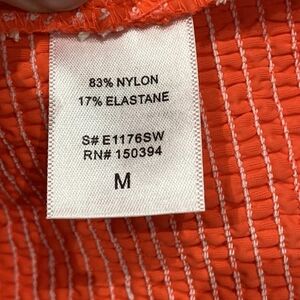 83% NYLON
17% ELASTANE
S# E1176SW
RN# 150394
M